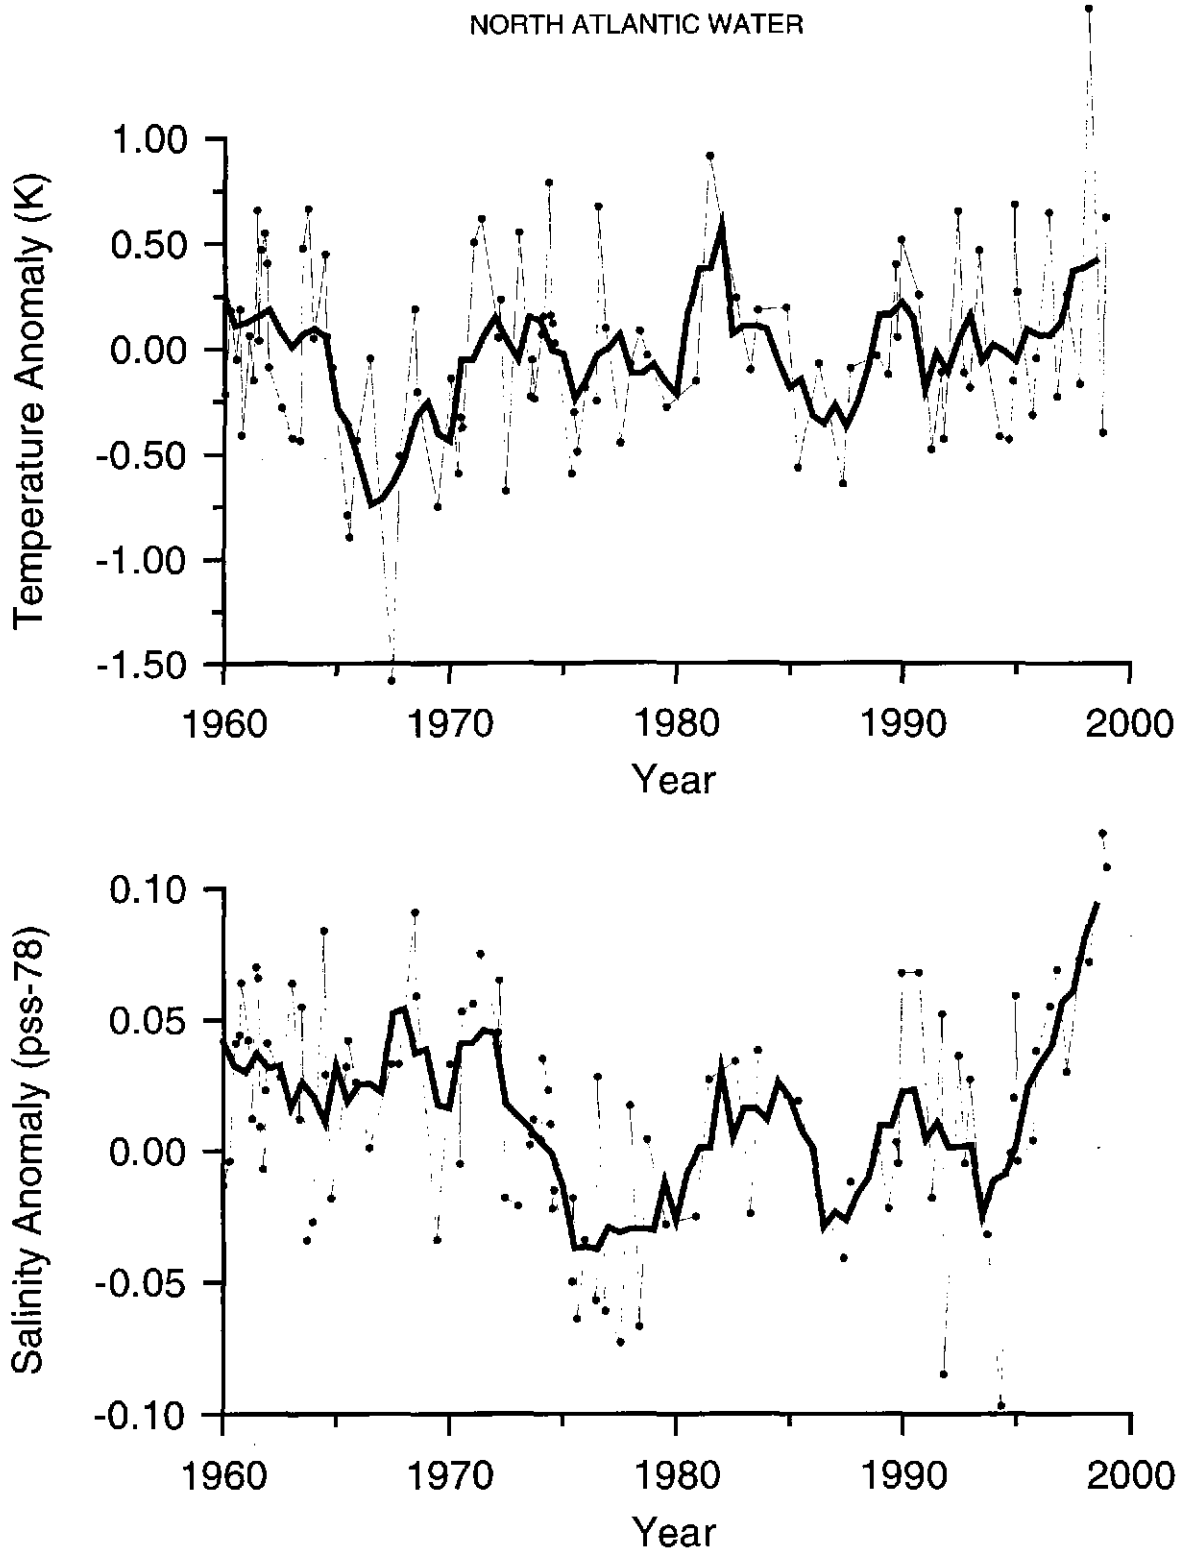 NORTH ATLANTIC WATER
Temperature Anomaly (K)
1.00
0.50
0.00
-0.50
-1.00
-1.50
1960 1970 1980 1990 2000
Year
Salinity Anomaly (pss-78)
0.10
0.05
0.00
-0.05
-0.10
1960 1970 1980 1990 2000
Year